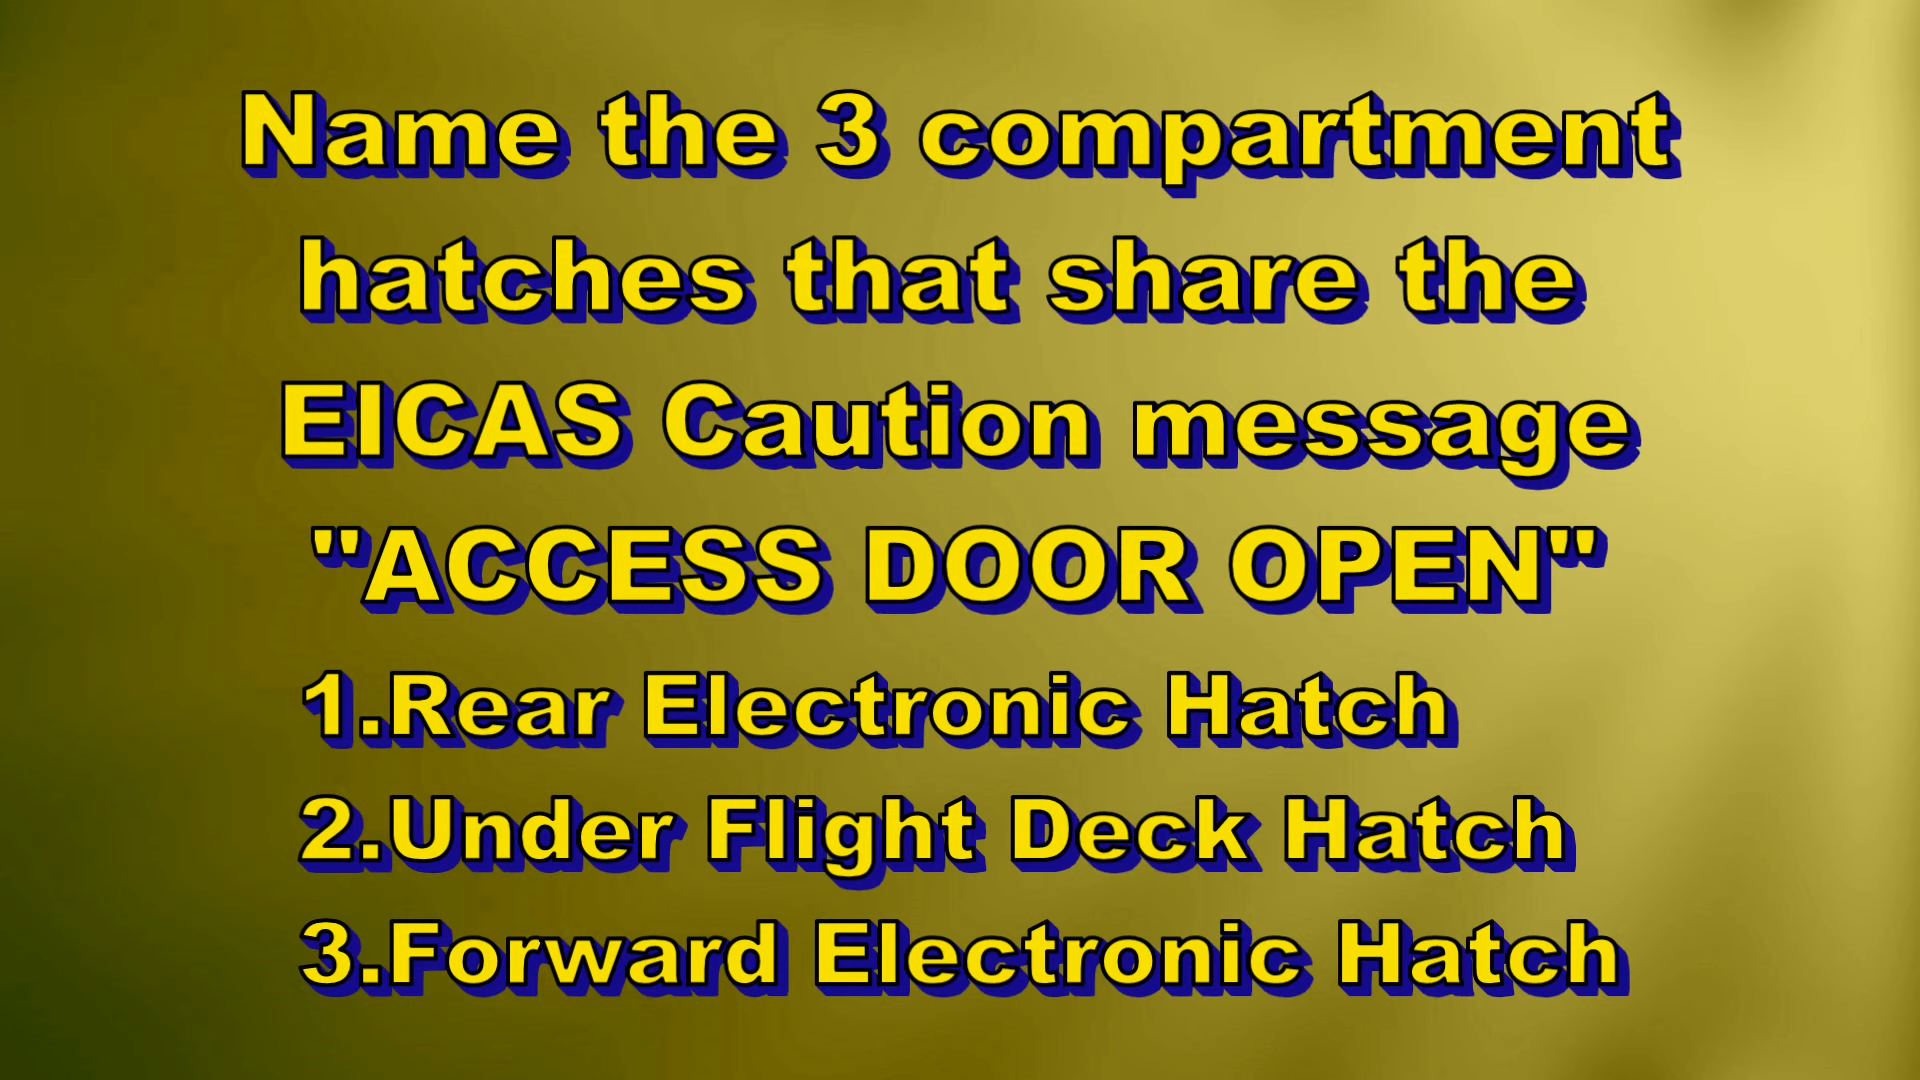 Name the 3 compartment
hatches that share the
EICAS Caution message
"ACCESS DOOR OPEN"
1.Rear Electronic Hatch
2.Under Flight Deck Hatch
3.Forward Electronic Hatch